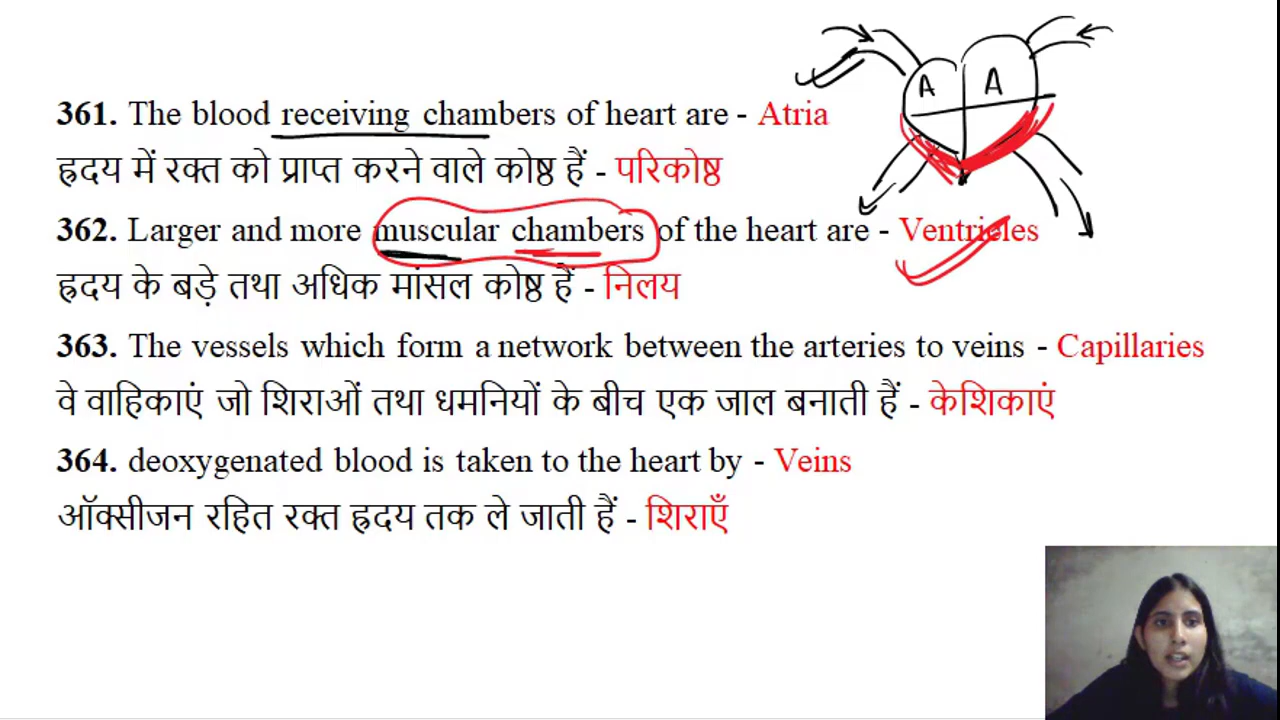 A A
361. The blood receiving chambers of heart are - Atria
ह्रदय में रक्त को प्राप्त करने वाले कोष्ठ हैं - परिकोष्ठ
362. Larger and more muscular chambers of the heart are - Ventricles
ह्रदय के बड़े तथा अधिक मांसल कोष्ठ हैं - निलय
363. The vessels which form a network between the arteries to veins - Capillaries
वे वाहिकाएं जो शिराओं तथा धमनियों के बीच एक जाल बनाती हैं - केशिकाएं
364. deoxygenated blood is taken to the heart by - Veins
ऑक्सीजन रहित रक्त ह्रदय तक ले जाती हैं - शिराएँ